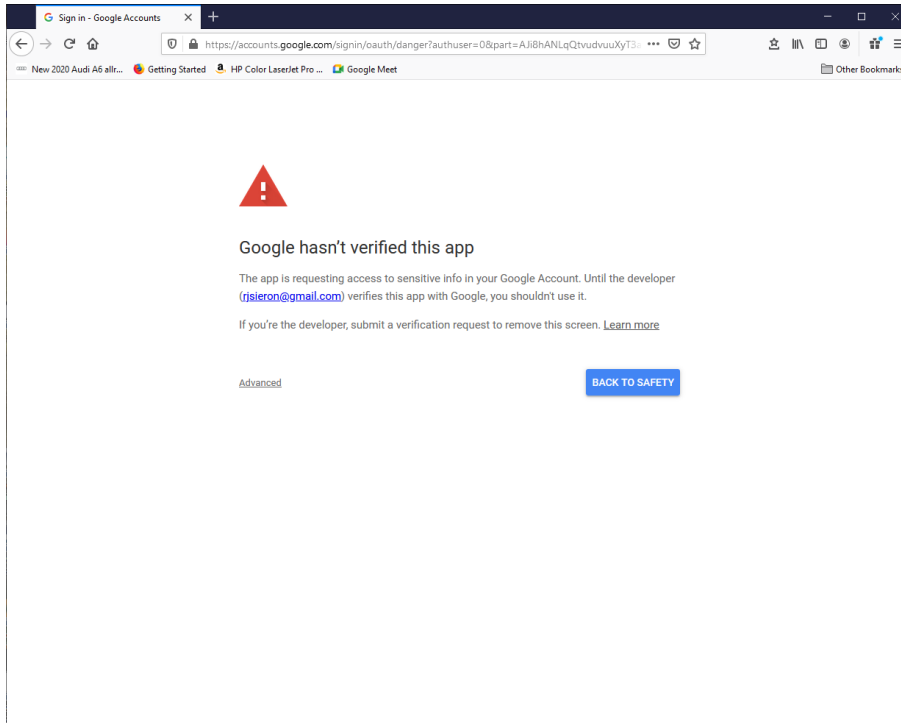 Sign in - Google Accounts
https://accounts.google.com/signin/oauth/danger?authuser=0&part=AJi8hANLqQtvudvuuXyT3a
New 2020 Audi A6 allr...
Getting Started
HP Color LaserJet Pro ...
Google Meet
Other Bookmarks
Google hasn't verified this app
The app is requesting access to sensitive info in your Google Account. Until the developer
(rjsieron@gmail.com) verifies this app with Google, you shouldn't use it.
If you're the developer, submit a verification request to remove this screen. Learn more
Advanced
BACK TO SAFETY